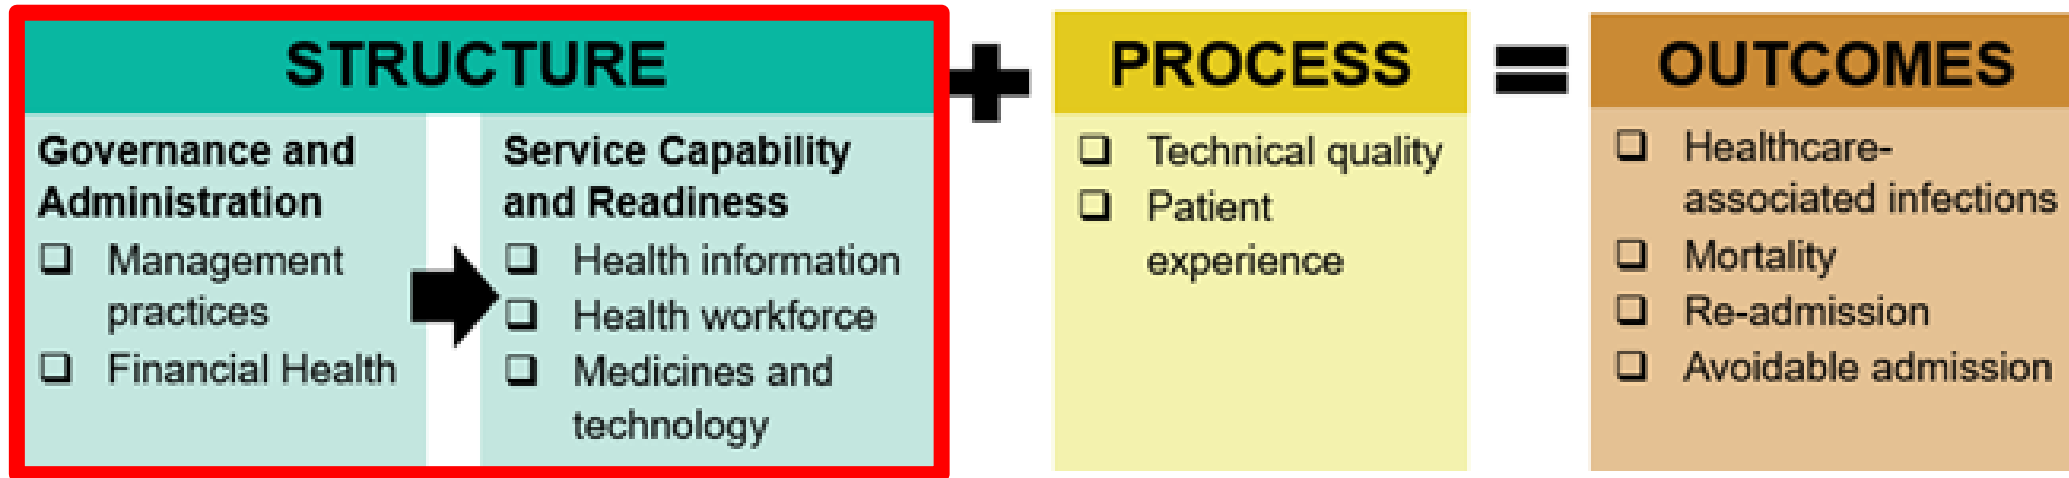 STRUCTURE
Governance and
Administration
❑ Management
practices
❑ Financial Health
Service Capability
and Readiness
❑ Health information
❑ Health workforce
❑ Medicines and
technology
+
PROCESS
❑ Technical quality
❑ Patient
experience
=
OUTCOMES
❑ Healthcare-
associated infections
❑ Mortality
❑ Re-admission
❑ Avoidable admission